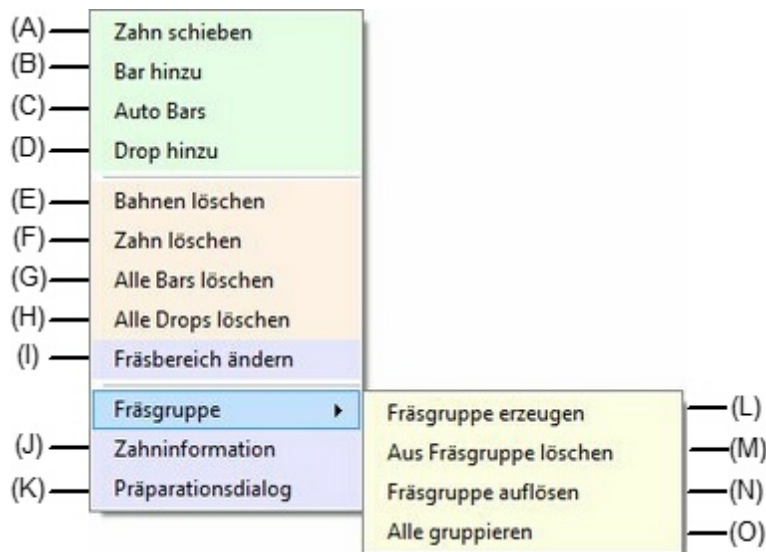 (A) Zahn schieben
(B) Bar hinzu
(C) Auto Bars
(D) Drop hinzu
(E) Bahnen löschen
(F) Zahn löschen
(G) Alle Bars löschen
(H) Alle Drops löschen
(I) Fräsbereich ändern
Fräsgruppe
(J) Zahninformation
(K) Präparationsdialog
Fräsgruppe erzeugen (L)
Aus Fräsgruppe löschen (M)
Fräsgruppe auflösen (N)
Alle gruppieren (O)